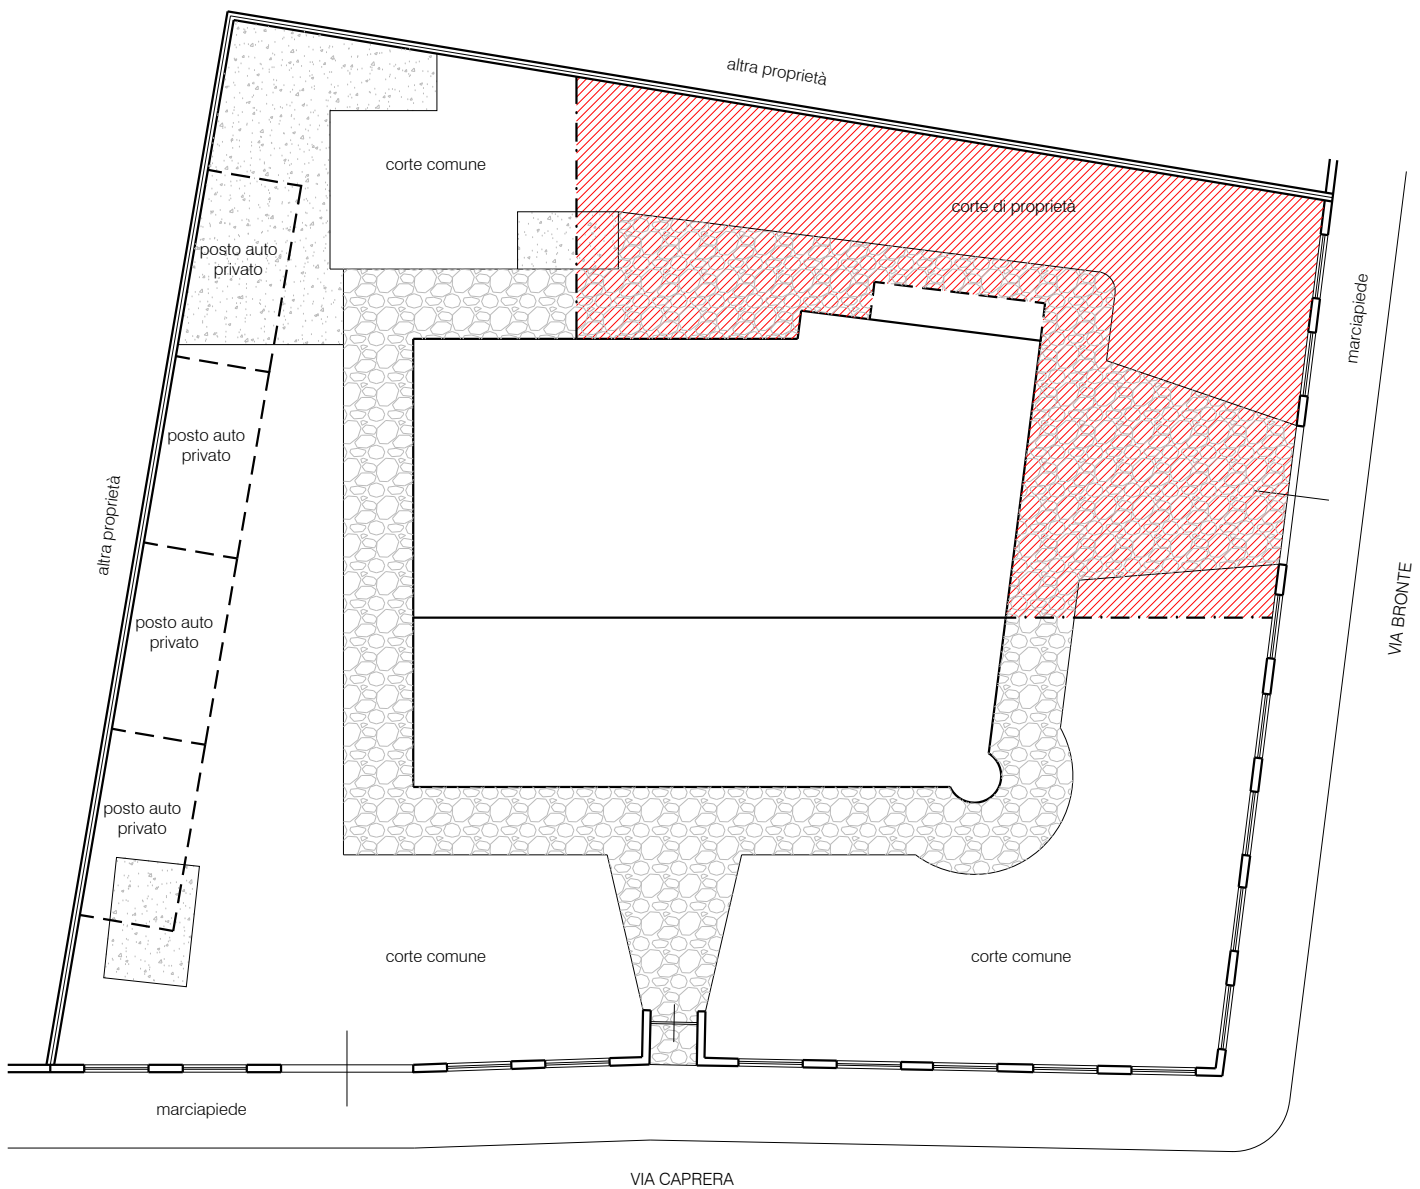 altra proprietà
corte comune
corte di proprietà
posto auto
privato
marciapiede
posto auto
privato
altra proprietà
VIA BRONTE
posto auto
privato
posto auto
privato
corte comune
corte comune
marciapiede
VIA CAPRERA